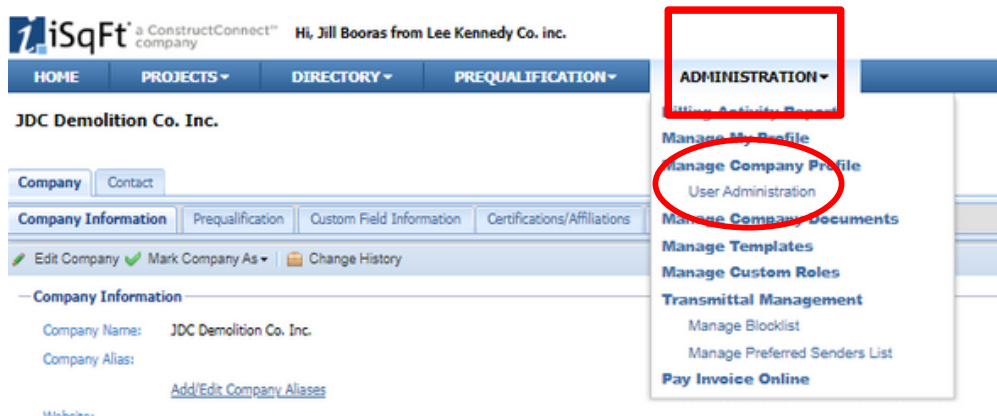 iSqFt a ConstructConnect™ company Hi, Jill Booras from Lee Kennedy Co. inc.
HOME PROJECTS DIRECTORY PREQUALIFICATION ADMINISTRATION
JDC Demolition Co. Inc.
Billing Activity Report
Manage My Profile
Manage Company Profile
Company Contact
User Administration
Company Information Prequalification Custom Field Information Certifications/Affiliations
Manage Company Documents
Manage Templates
Edit Company Mark Company As Change History
Manage Custom Roles
Company Information
Transmittal Management
Company Name: JDC Demolition Co. Inc.
Manage Blocklist
Company Alias:
Manage Preferred Senders List
Pay Invoice Online
Add/Edit Company Aliases
Website: